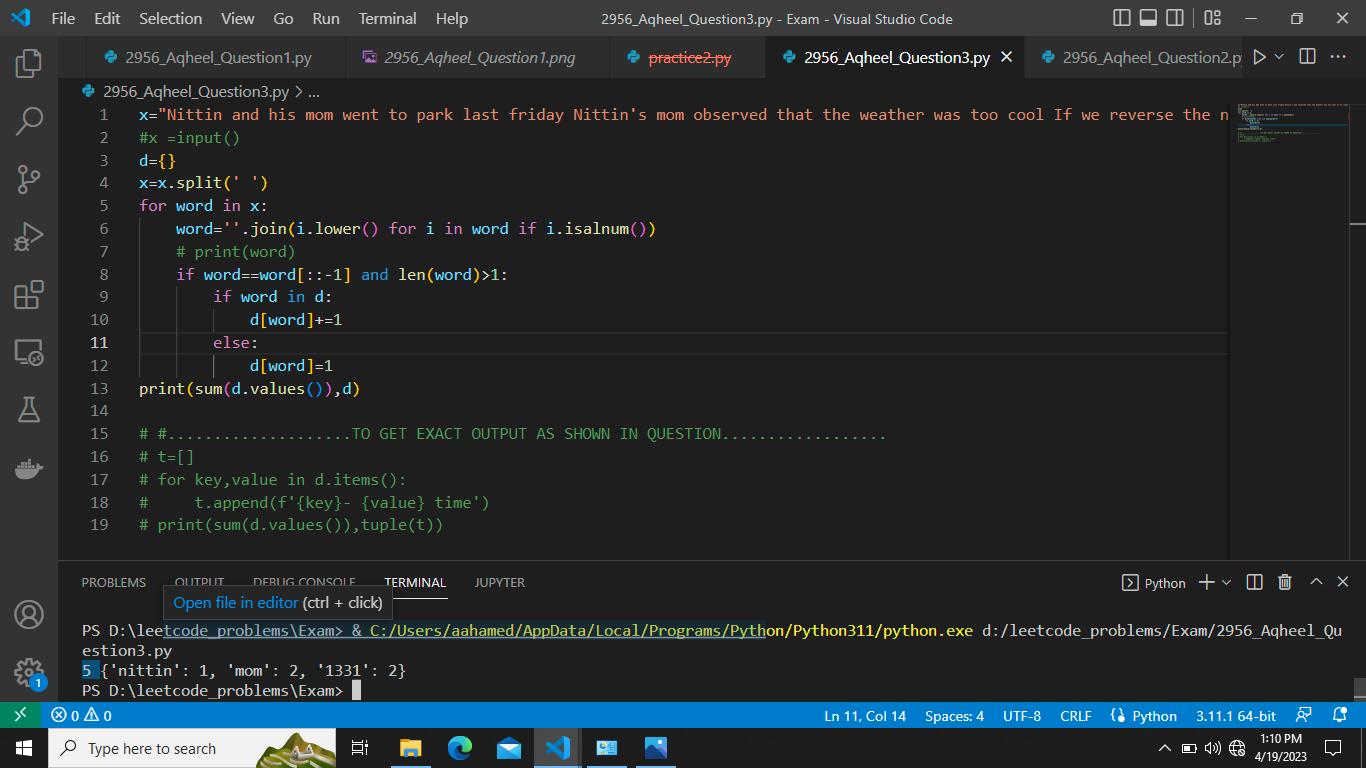 File Edit Selection View Go Run Terminal Help 2956_Aqheel_Question3.py - Exam - Visual Studio Code
2956_Aqheel_Question1.py 2956_Aqheel_Question1.png practice2.py 2956_Aqheel_Question3.py 2956_Aqheel_Question2.py
2956_Aqheel_Question3.py > ...
1 x="Nittin and his mom went to park last friday Nittin's mom observed that the weather was too cool If we reverse the n
2 #x =input()
3 d={}
4 x=x.split(' ')
5 for word in x:
6 word=''.join(i.lower() for i in word if i.isalnum())
7 # print(word)
8 if word==word[::-1] and len(word)>1:
9 if word in d:
10 d[word]+=1
11 else:
12 d[word]=1
13 print(sum(d.values()),d)
14
15 # #....................TO GET EXACT OUTPUT AS SHOWN IN QUESTION..................
16 # t=[]
17 # for key,value in d.items():
18 #     t.append(f'{key}- {value} time')
19 # print(sum(d.values()),tuple(t))
PROBLEMS OUTPUT DEBUG CONSOLE TERMINAL JUPYTER Python
Open file in editor (ctrl + click)
PS D:\leetcode_problems\Exam> & C:/Users/aahamed/AppData/Local/Programs/Python/Python311/python.exe d:/leetcode_problems/Exam/2956_Aqheel_Qu
estion3.py
5 {'nittin': 1, 'mom': 2, '1331': 2}
PS D:\leetcode_problems\Exam>
1
0 0 Ln 11, Col 14 Spaces: 4 UTF-8 CRLF Python 3.11.1 64-bit
Type here to search 1:10 PM
4/19/2023